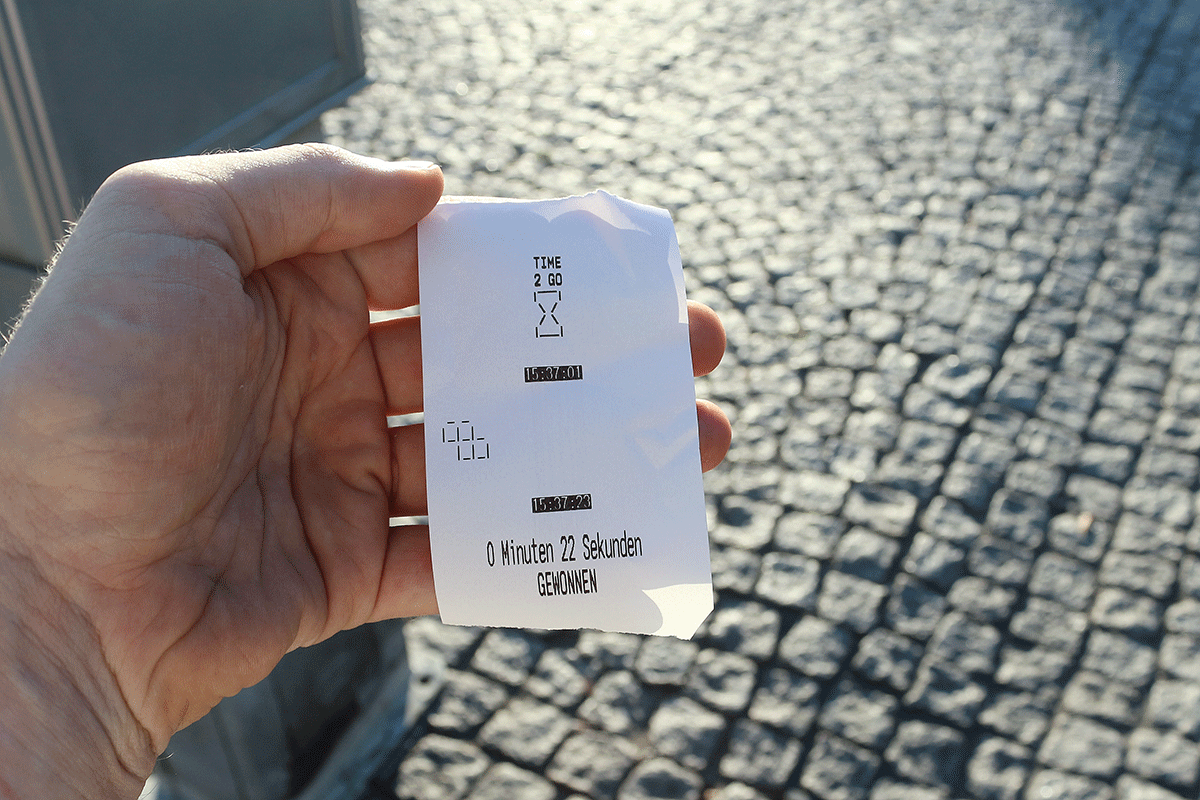 TIME
2 GO
15:37:01
15:37:23
0 Minuten 22 Sekunden
GEWONNEN